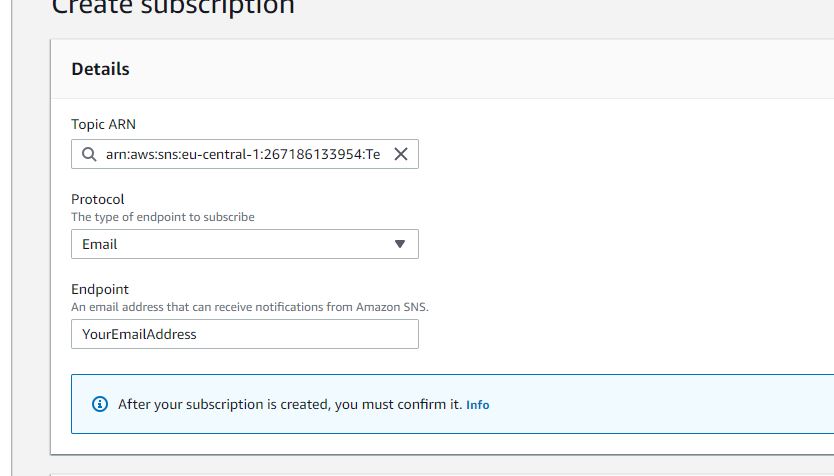 Create subscription
Details
Topic ARN
arn:aws:sns:eu-central-1:267186133954:Te
Protocol
The type of endpoint to subscribe
Email
Endpoint
An email address that can receive notifications from Amazon SNS.
YourEmailAddress
After your subscription is created, you must confirm it. Info